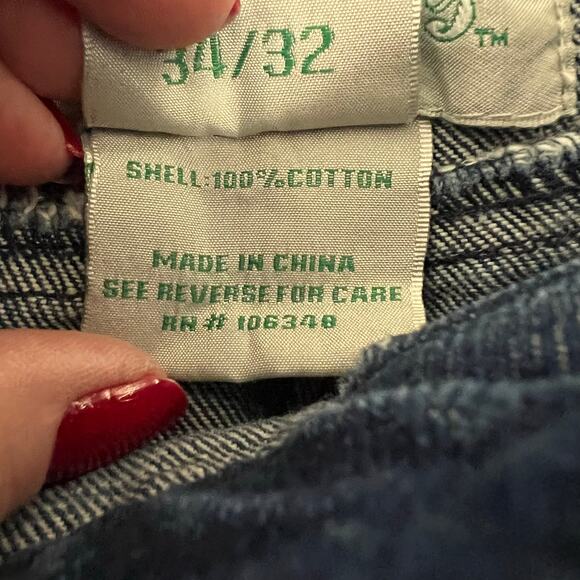 34/32
TM
SHELL:100%COTTON
MADE IN CHINA
SEE REVERSE FOR CARE
RN# 106348